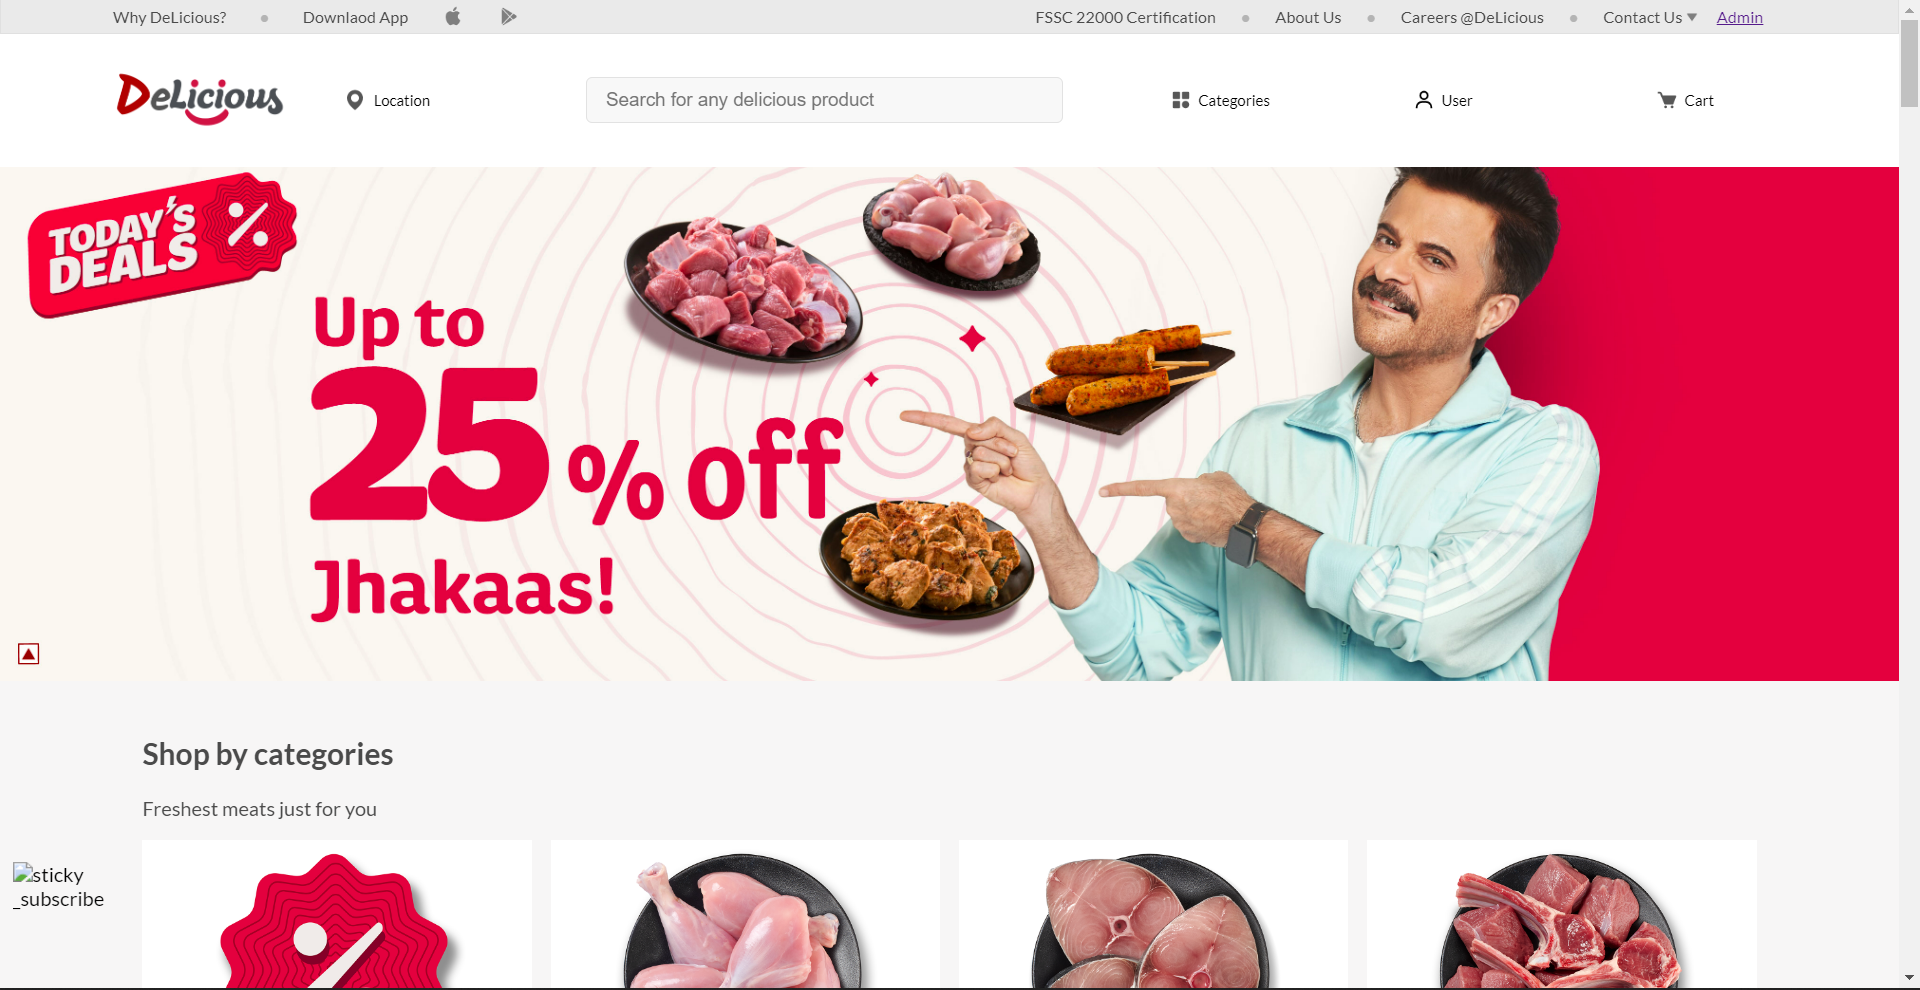 Why DeLicious?
Downlaod App
FSSC 22000 Certification
About Us
Careers @DeLicious
Contact Us
Admin
DeLicious
Location
Search for any delicious product
Categories
User
Cart
TODAY'S
DEALS
Up to
25% off
Jhakaas!
Shop by categories
Freshest meats just for you
sticky
_subscribe